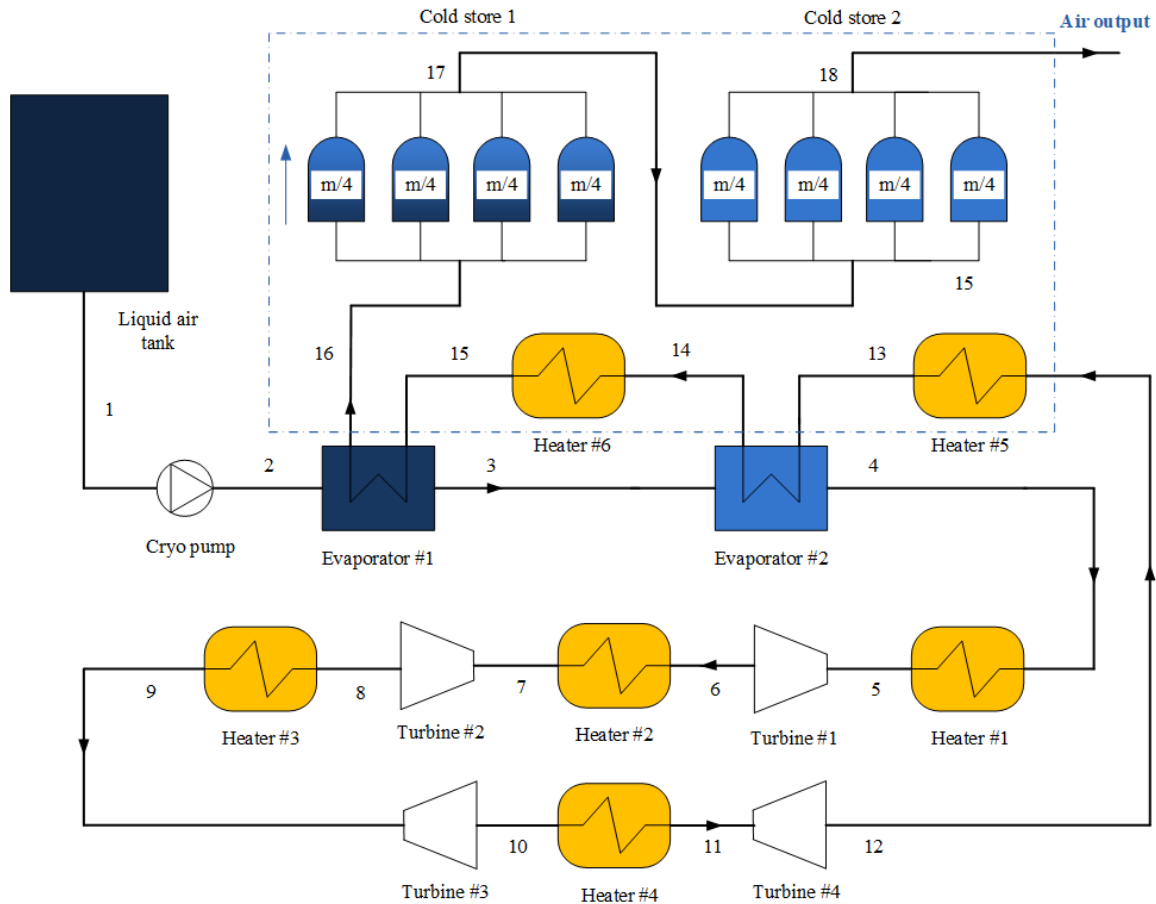 Cold store 1
Cold store 2
Air output
17
18
m/4
m/4
m/4
m/4
m/4
m/4
m/4
m/4
15
Liquid air
tank
16
15
14
13
1
Heater #6
Heater #5
2
3
4
Cryo pump
Evaporator #1
Evaporator #2
9
8
7
6
5
Heater #3
Turbine #2
Heater #2
Turbine #1
Heater #1
10
11
12
Turbine #3
Heater #4
Turbine #4